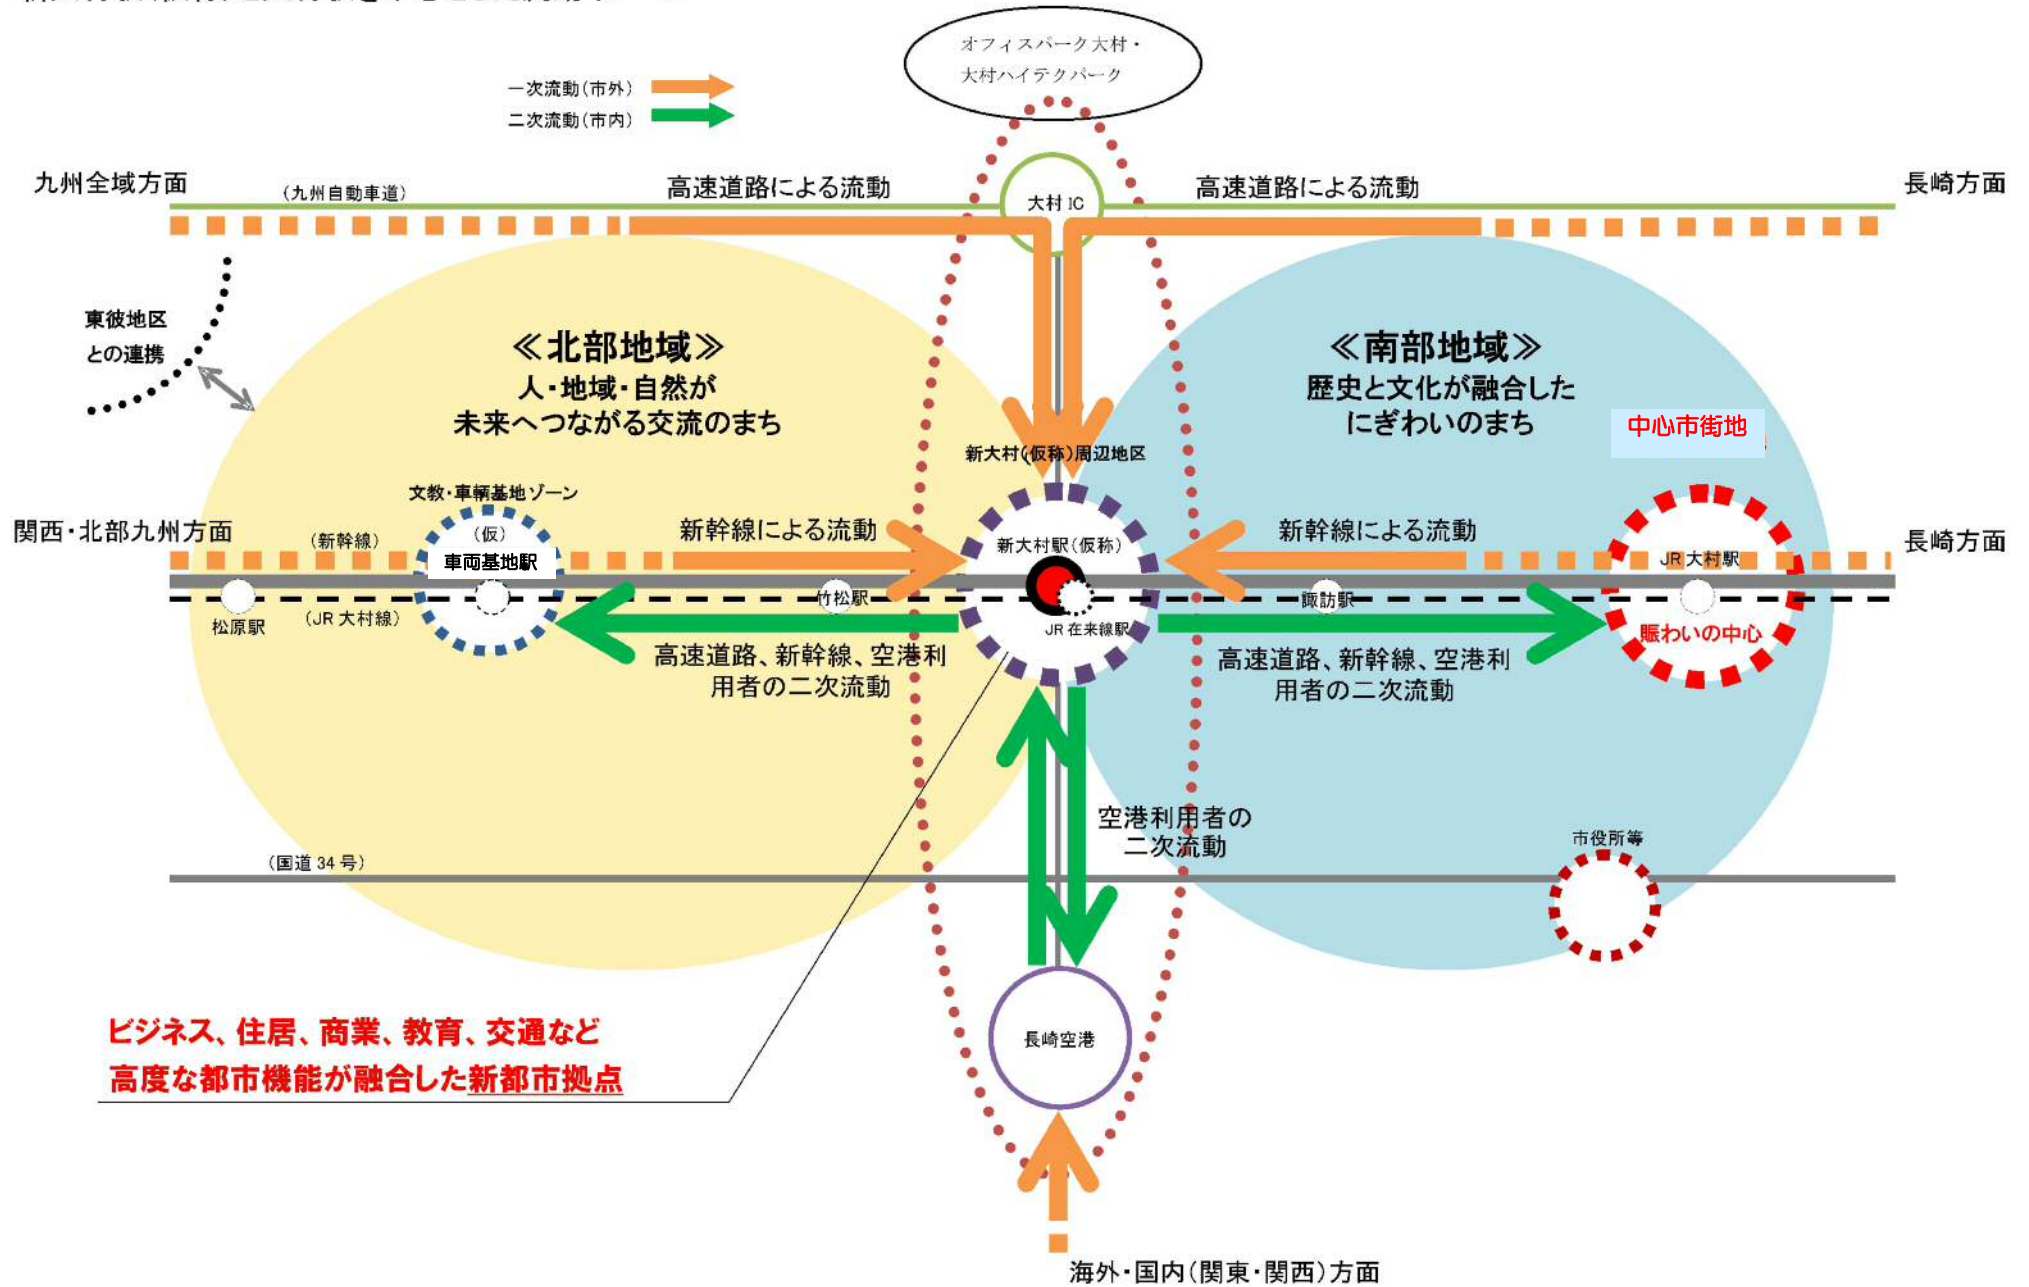 オフィスパーク大村・
大村ハイテクパーク
一次流動(市外)
二次流動(市内)
九州全域方面
(九州自動車道)
高速道路による流動
大村IC
高速道路による流動
長崎方面
東彼地区
との連携
≪北部地域≫
人・地域・自然が
未来へつながる交流のまち
≪南部地域≫
歴史と文化が融合した
にぎわいのまち
中心市街地
新大村(仮称)周辺地区
文教・車輌基地ゾーン
関西・北部九州方面
(新幹線)
(仮)
車両基地駅
新幹線による流動
新大村駅(仮称)
新幹線による流動
JR大村駅
長崎方面
松原駅
(JR大村線)
竹松駅
JR在来線駅
諏訪駅
賑わいの中心
高速道路、新幹線、空港利
用者の二次流動
高速道路、新幹線、空港利
用者の二次流動
空港利用者の
二次流動
(国道34号)
市役所等
長崎空港
ビジネス、住居、商業、教育、交通など
高度な都市機能が融合した新都市拠点
海外・国内(関東・関西)方面